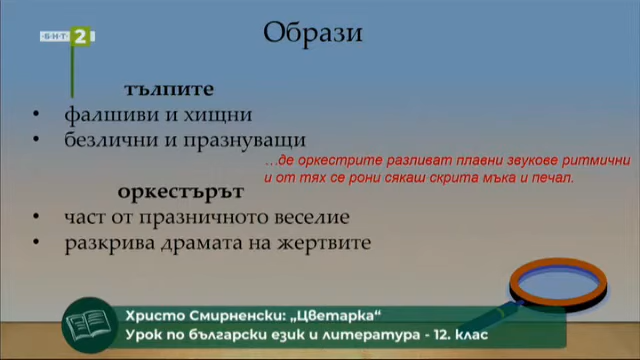 БНТ 2
Образи
тълпите
• фалшиви и хищни
• безлични и празнуващи
...де оркестрите разливат плавни звукове ритмични
и от тях се рони сякаш скрита мъка и печал.
оркестърът
• част от празничното веселие
• разкрива драмата на жертвите
Христо Смирненски: „Цветарка“
Урок по български език и литература - 12. клас